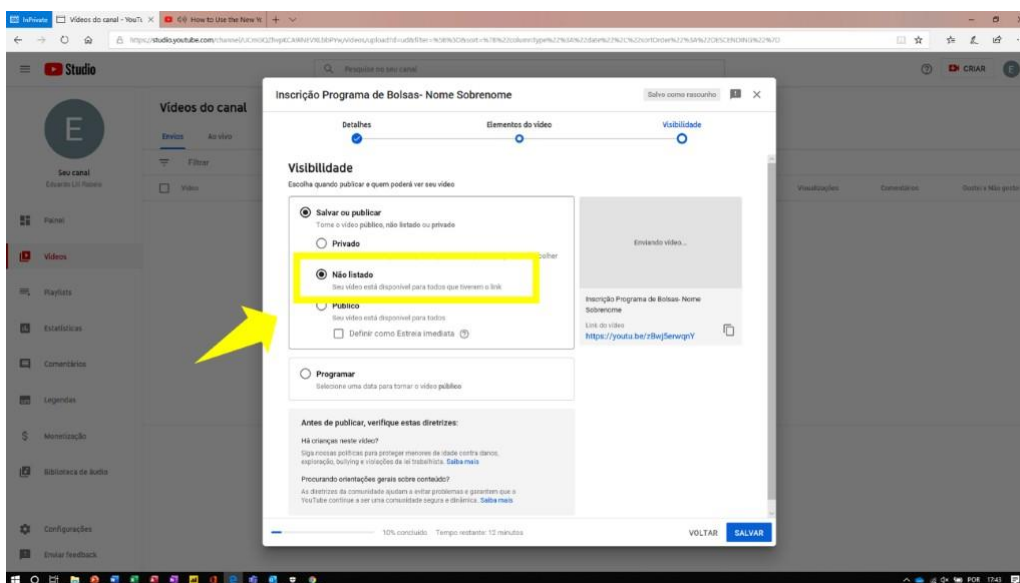 InPrivate
Vídeos do canal - YouTu
How to Use the New Y
studio.youtube.com
Studio
Pesquise no seu canal
CRIAR
E
E
Seu canal
Vídeos do canal
Envios
Ao vivo
Filtrar
Vídeo
Visualizações
Comentários
Painel
Vídeos
Playlists
Estatísticas
Comentários
Legendas
Monetização
Biblioteca de áudio
Configurações
Enviar feedback
Inscrição Programa de Bolsas- Nome Sobrenome
Salvo como rascunho
Detalhes
Elementos do vídeo
Visibilidade
Visibilidade
Escolha quando publicar e quem poderá ver seu vídeo
Salvar ou publicar
Torne o vídeo público, não listado ou privado
Privado
olher
Não listado
Seu vídeo está disponível para todos que tiverem o link
Público
Seu vídeo está disponível para todos
Definir como Estreia imediata
Programar
Selecione uma data para tornar o vídeo público
Enviando vídeo...
Inscrição Programa de Bolsas- Nome
Sobrenome
Link do vídeo
https://youtu.be/zBwj5erwqnY
Antes de publicar, verifique estas diretrizes:
Há crianças neste vídeo?
Siga nossas políticas para proteger menores de idade contra danos,
exploração, bullying e violações da lei trabalhista. Saiba mais
Procurando orientações gerais sobre conteúdo?
As diretrizes da comunidade ajudam a evitar problemas e garantem que o
YouTube continue a ser uma comunidade segura e dinâmica. Saiba mais
10% concluído Tempo restante: 12 minutos
VOLTAR
SALVAR
POR 17:43